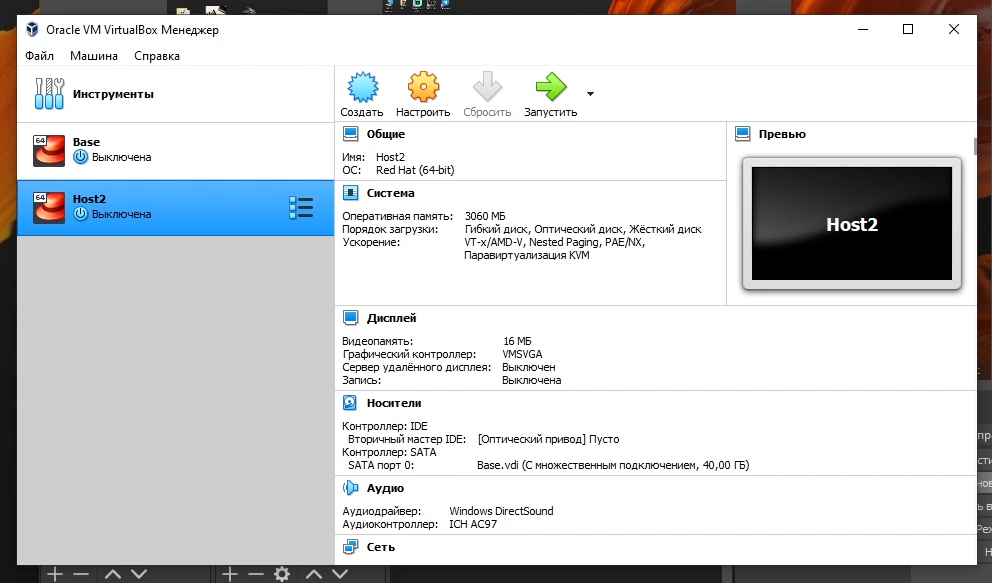 Oracle VM VirtualBox Менеджер
Файл Машина Справка
Инструменты
Создать Настроить Сбросить Запустить
64 Base
Выключена
64 Host2
Выключена
Общие
Имя: Host2
ОС: Red Hat (64-bit)
Превью
Host2
Система
Оперативная память: 3060 МБ
Порядок загрузки: Гибкий диск, Оптический диск, Жёсткий диск
Ускорение: VT-x/AMD-V, Nested Paging, PAE/NX,
Паравиртуализация KVM
Дисплей
Видеопамять: 16 МБ
Графический контроллер: VMSVGA
Сервер удалённого дисплея: Выключен
Запись: Выключена
Носители
Контроллер: IDE
Вторичный мастер IDE: [Оптический привод] Пусто
Контроллер: SATA
SATA порт 0: Base.vdi (С множественным подключением, 40,00 ГБ)
Аудио
Аудиодрайвер: Windows DirectSound
Аудиоконтроллер: ICH AC97
Сеть